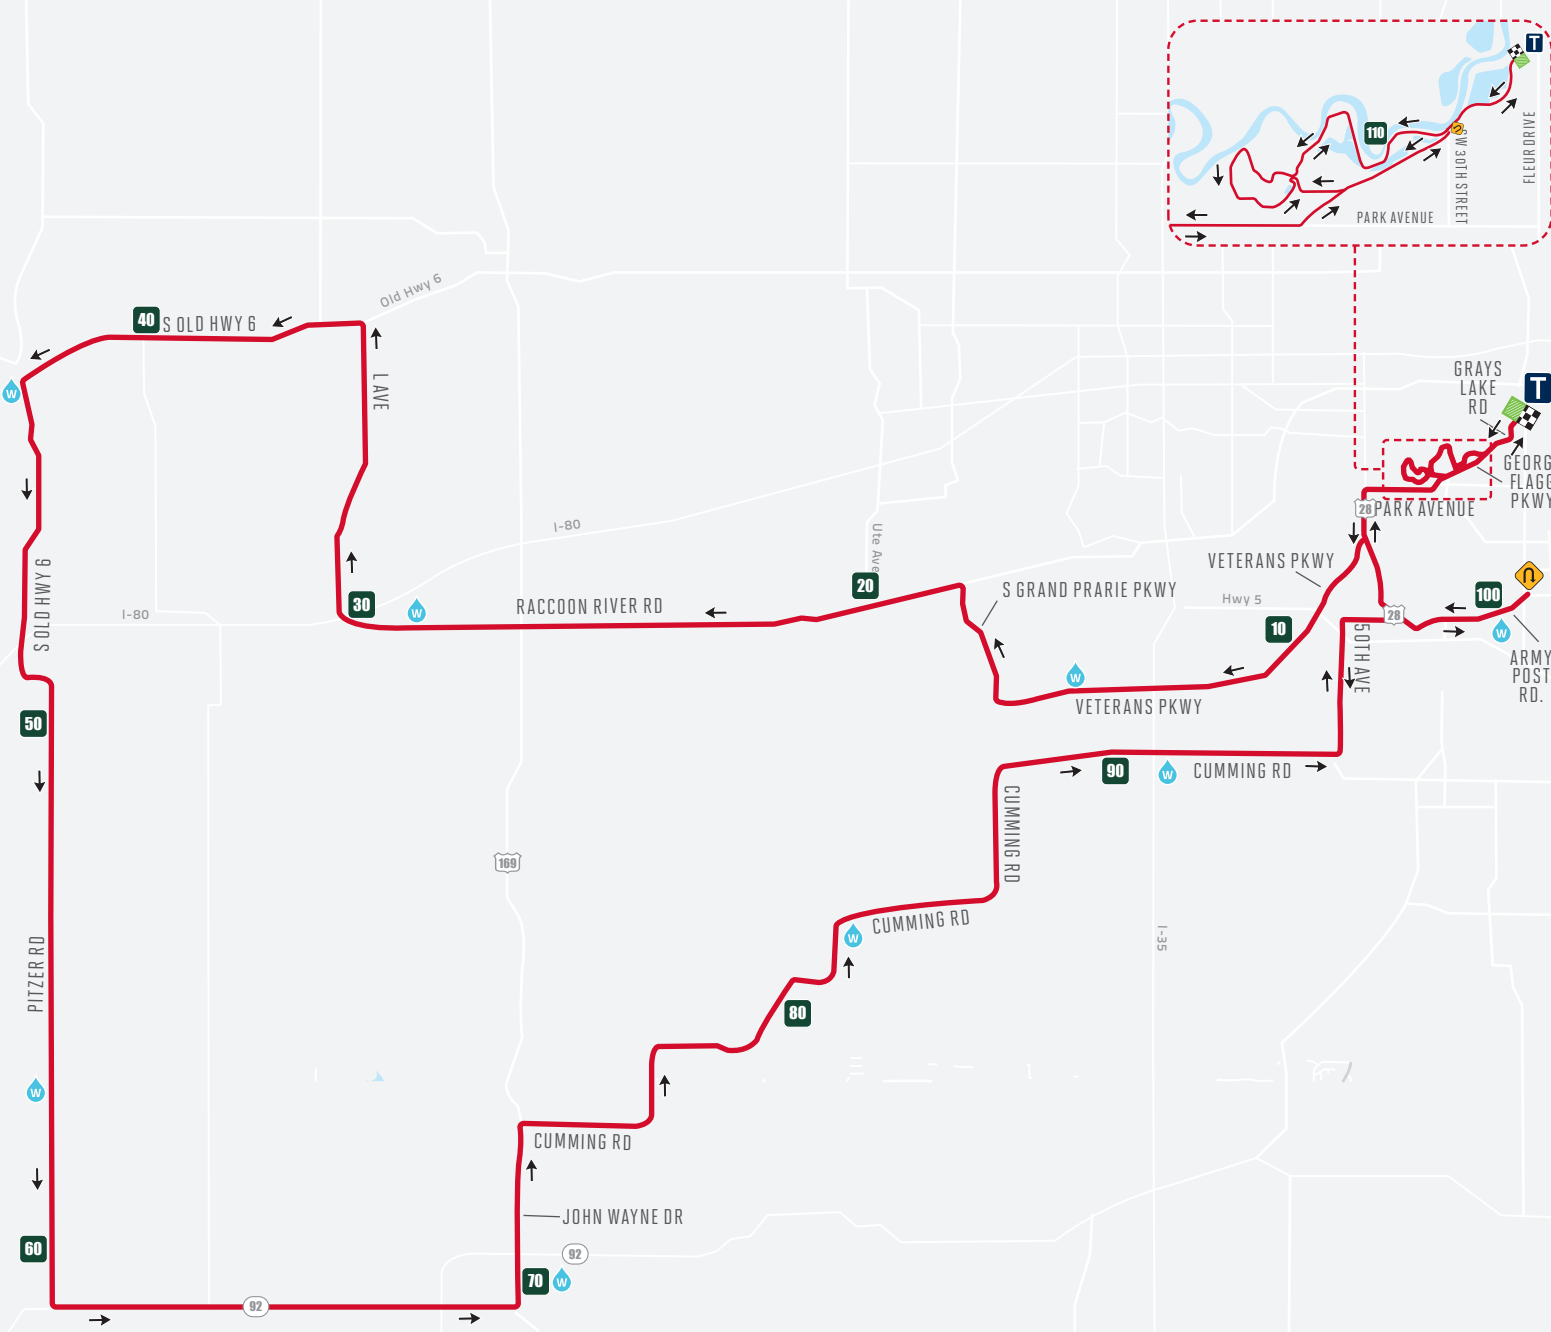 T
110
SW 30TH STREET
FLEUR DRIVE
PARK AVENUE
Old Hwy 6
40
S OLD HWY 6
W
L AVE
GRAYS
LAKE
RD
T
GEORG
FLAGG
PKWY
28
PARK AVENUE
I-80
Ute Ave
VETERANS PKWY
S GRAND PRARIE PKWY
Hwy 5
20
100
28
W
30
W
RACCOON RIVER RD
I-80
S OLD HWY 6
10
50TH AVE
ARMY
POST
RD.
W
VETERANS PKWY
50
90
W
CUMMING RD
CUMMING RD
169
CUMMING RD
W
I-35
PITZER RD
80
W
CUMMING RD
JOHN WAYNE DR
60
92
70
W
92